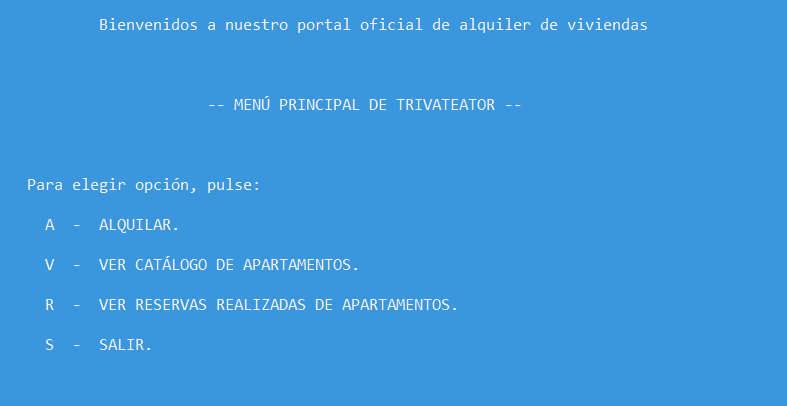 Bienvenidos a nuestro portal oficial de alquiler de viviendas
-- MENÚ PRINCIPAL DE TRIVATEATOR --
Para elegir opción, pulse:
A - ALQUILAR.
V - VER CATÁLOGO DE APARTAMENTOS.
R - VER RESERVAS REALIZADAS DE APARTAMENTOS.
S - SALIR.